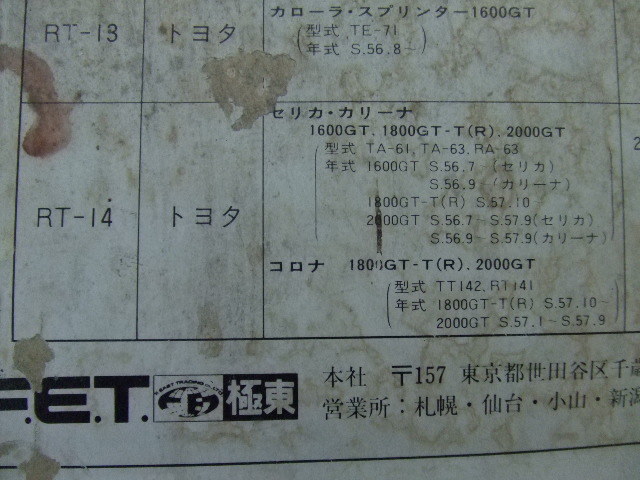 カローラ・スプリンター1600GT
RT-13 トヨタ
(型式 TE-71
年式 S.56.8~)
セリカ・カリーナ
1600GT. 1800GT-T(R). 2000GT
(型式 TA-61, TA-63, RA-63
年式 1600GT S.56.7 (セリカ)
S.56.9 (カリーナ)
1800GT-T(R) S.57.10
RT-14 トヨタ
2000GT S.56.7~S.57.9(セリカ)
S.56.9~S.57.9(カリーナ))
コロナ 1800GT-T(R). 2000GT
(型式 TT142, RT141
年式 1800GT-T(R) S.57.10~
2000GT S.57.1~S.57.9
2
F.E.T. 極東
本社 〒157 東京都世田谷区千歳
営業所:札幌・仙台・小山・新潟